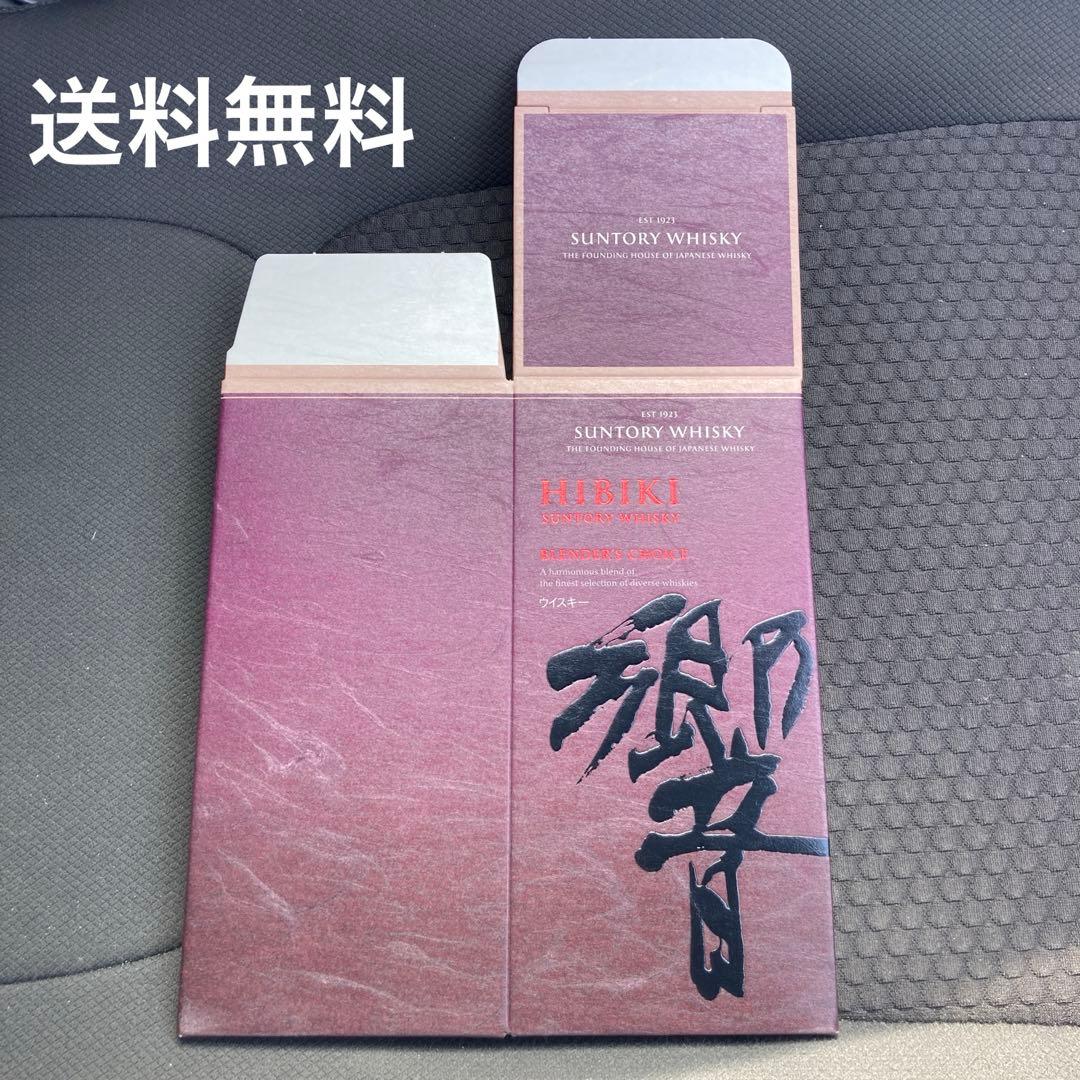 送料無料
EST 1923
SUNTORY WHISKY
THE FOUNDING HOUSE OF JAPANESE WHISKY
EST 1923
SUNTORY WHISKY
THE FOUNDING HOUSE OF JAPANESE WHISKY
HIBIKI
SUNTORY WHISKY
BLENDER'S CHOICE
A harmonious blend of
the finest selection of diverse whiskies
ウイスキー
響